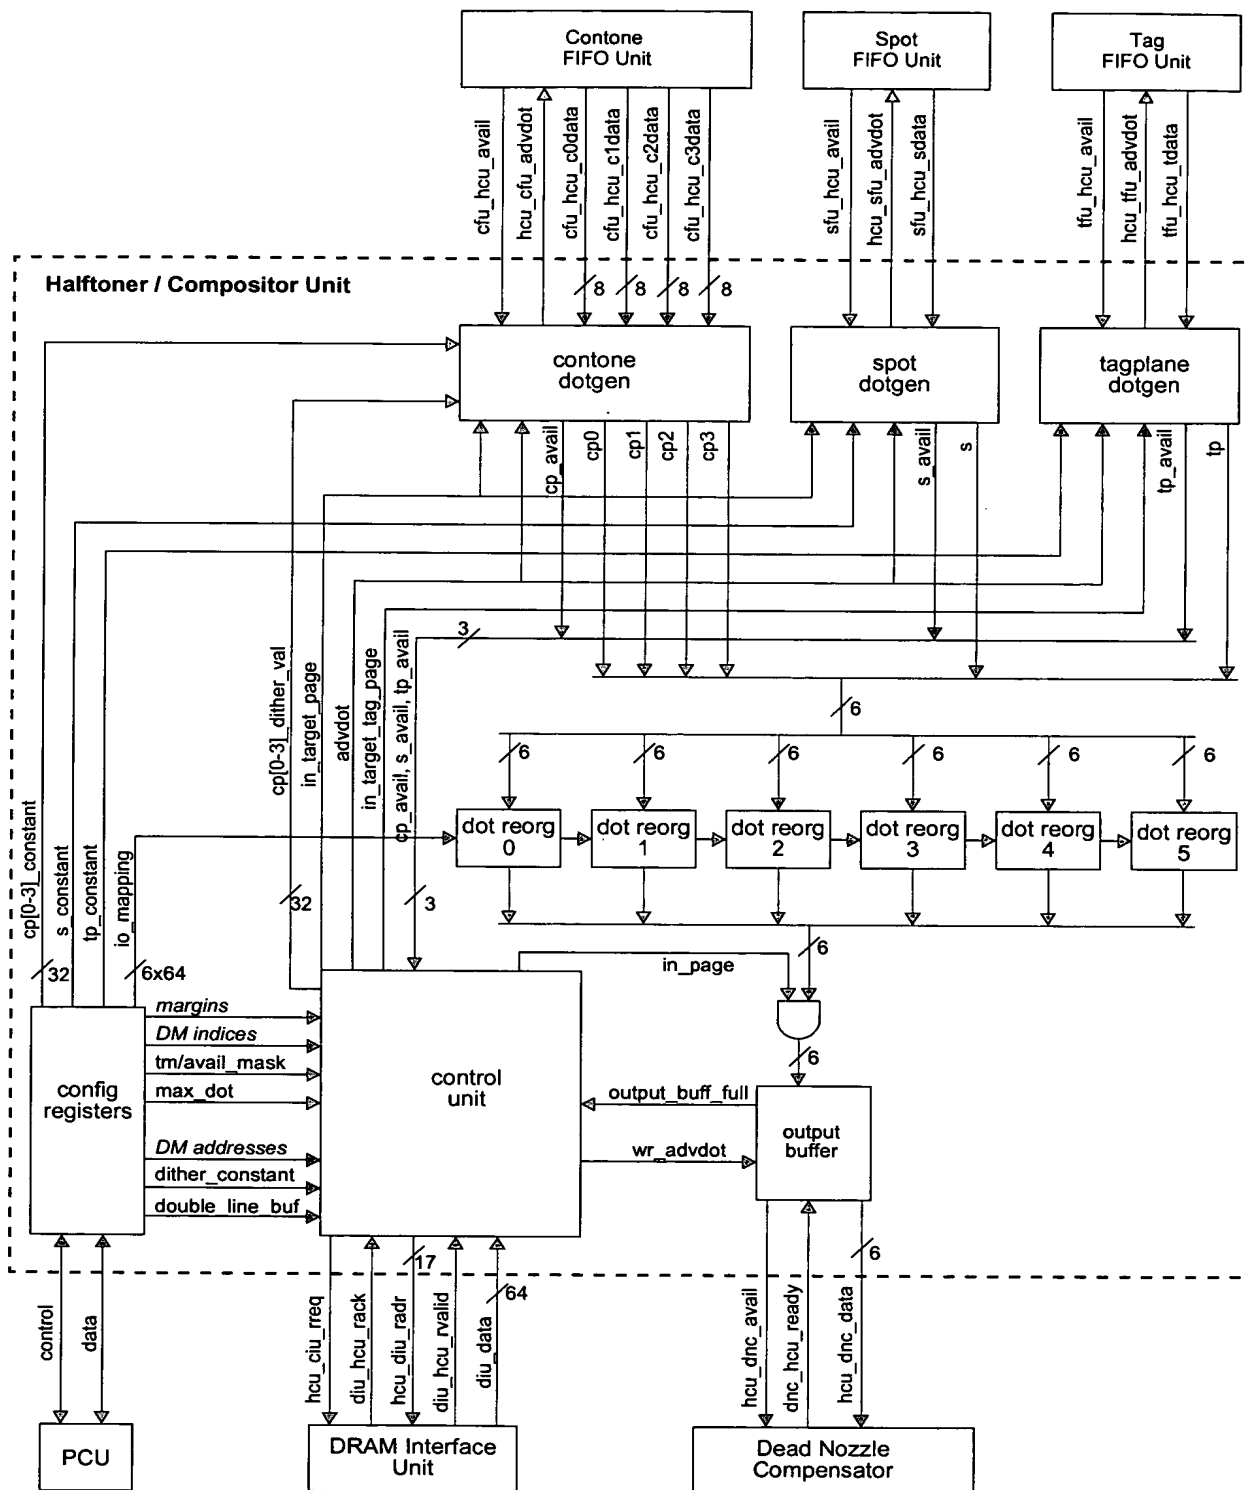 Contone
FIFO Unit
Spot
FIFO Unit
Tag
FIFO Unit
cfu_hcu_avail
hcu_cfu_advdot
cfu_hcu_c0data
cfu_hcu_c1data
cfu_hcu_c2data
cfu_hcu_c3data
sfu_hcu_avail
hcu_sfu_advdot
sfu_hcu_sdata
tfu_hcu_avail
hcu_tfu_advdot
tfu_hcu_tdata
Halftoner / Compositor Unit
8
8
8
8
contone
dotgen
spot
dotgen
tagplane
dotgen
cp_avail
cp0
cp1
cp2
cp3
s_avail
s
tp_avail
tp
3
cp[0-3]_dither_val
in_target_page
advdot
in_target_tag_page
cp_avail, s_avail, tp_avail
6
6
6
6
6
6
6
dot reorg
0
dot reorg
1
dot reorg
2
dot reorg
3
dot reorg
4
dot reorg
5
cp[0-3]_constant
s_constant
tp_constant
io_mapping
32
3
6
in_page
32
6x64
6
margins
DM indices
tm/avail_mask
max_dot
DM addresses
dither_constant
double_line_buf
config
registers
control
unit
output_buff_full
wr_advdot
output
buffer
17
64
6
control
data
hcu_ciu_rreq
diu_hcu_rack
hcu_diu_radr
diu_hcu_rvalid
diu_data
hcu_dnc_avail
dnc_hcu_ready
hcu_dnc_data
PCU
DRAM Interface
Unit
Dead Nozzle
Compensator